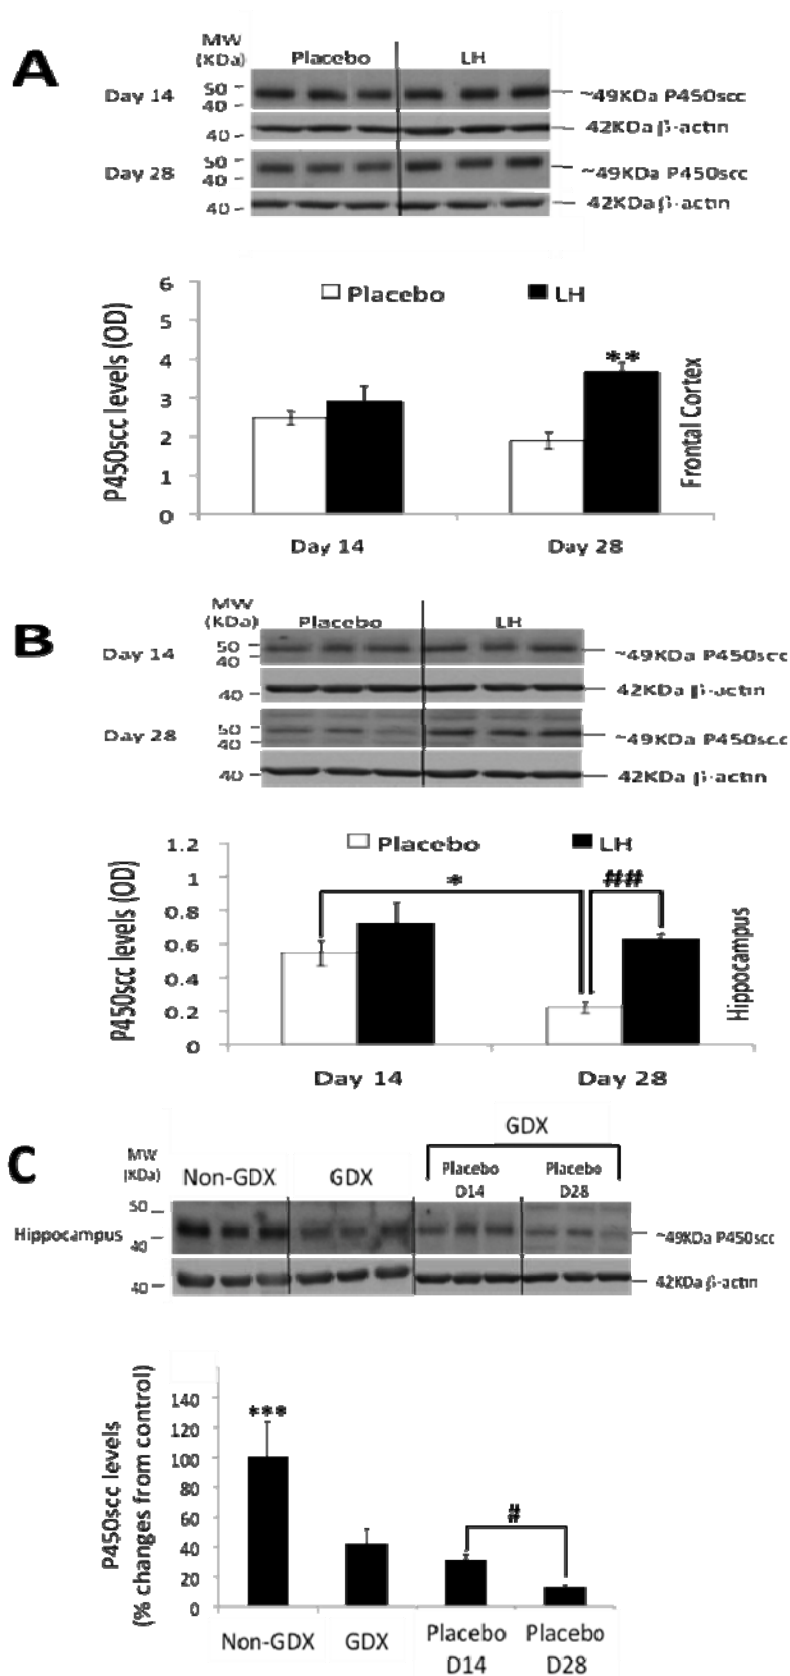 A
MW
(KDa)
Placebo LH
Day 14
50
40
~49KDa P450scc
40
42KDa β-actin
Day 28
50
40
~49KDa P450scc
40
42KDa β-actin
P450scc levels (OD)
6
5
4
3
2
1
0
Placebo LH
**
Frontal Cortex
Day 14 Day 28
B
MW
(KDa)
Placebo LH
Day 14
50
40
~49KDa P450scc
40
42KDa β-actin
Day 28
50
40
~49KDa P450scc
40
42KDa β-actin
P450scc levels (OD)
1.2
1
0.8
0.6
0.4
0.2
0
Placebo LH
* ##
Hippocampus
Day 14 Day 28
C
GDX
MW
(KDa)
Non-GDX GDX
Placebo
D14
Placebo
D28
50
Hippocampus
40
~49KDa P450scc
40
42KDa β-actin
P450scc levels
(% changes from control)
140
120
100
80
60
40
20
0
***
#
Non-GDX GDX
Placebo
D14
Placebo
D28